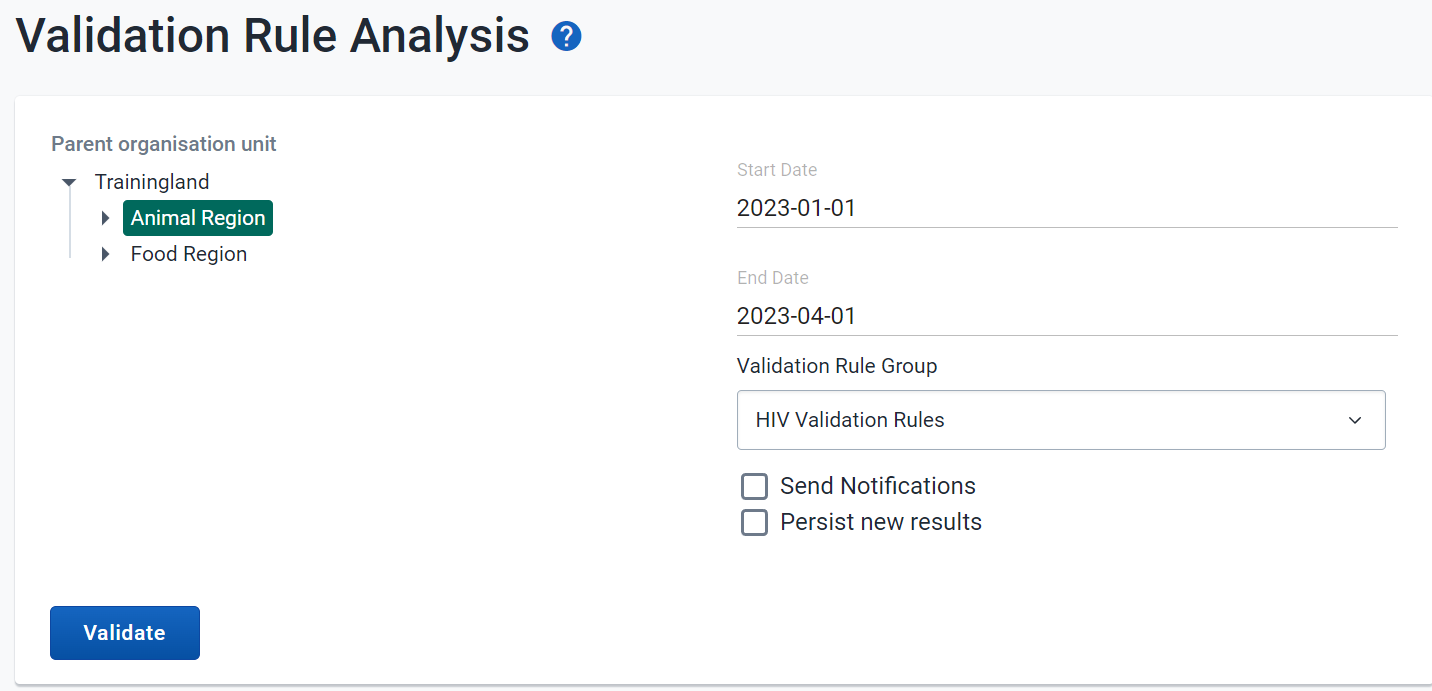 Validation Rule Analysis ?
Parent organisation unit
Trainingland
Animal Region
Food Region
Start Date
2023-01-01
End Date
2023-04-01
Validation Rule Group
HIV Validation Rules
Send Notifications
Persist new results
Validate